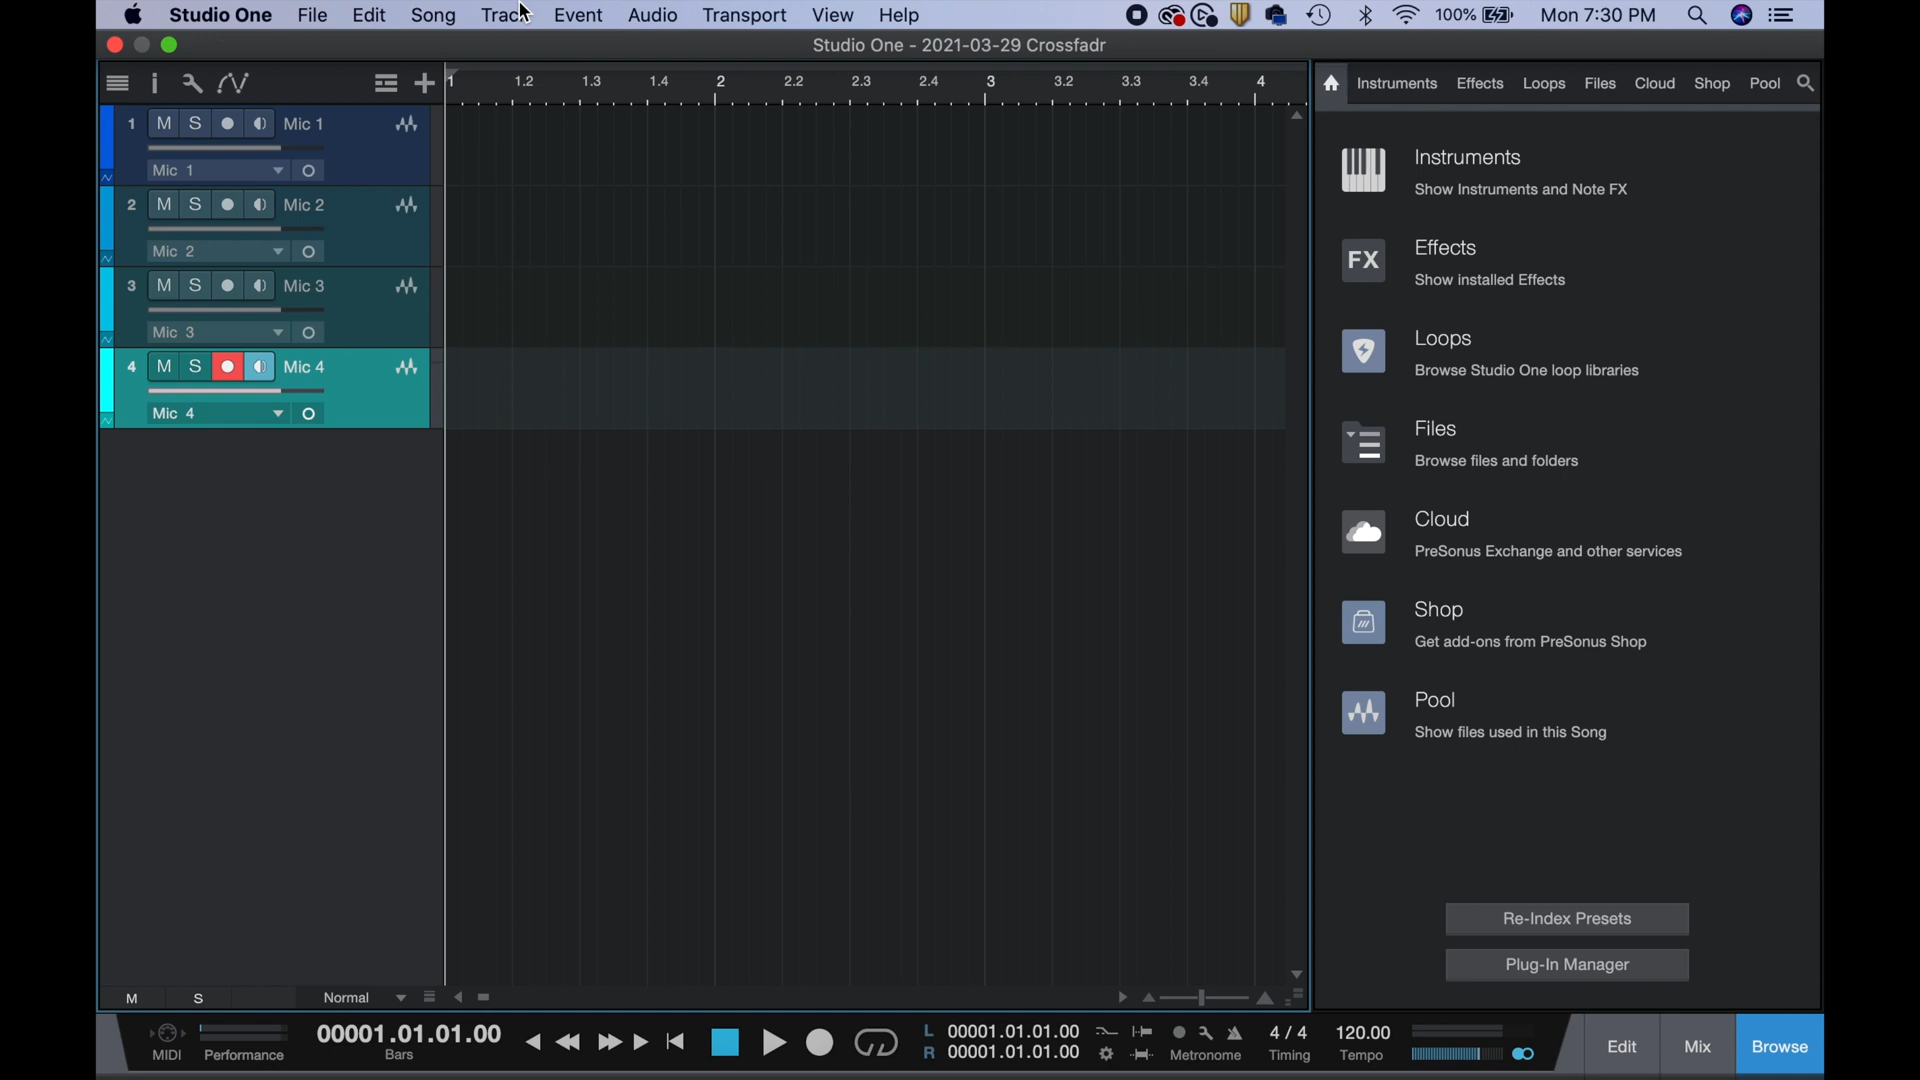 Studio One File Edit Song Track Event Audio Transport View Help 100% Mon 7:30 PM
Studio One - 2021-03-29 Crossfadr
1 1.2 1.3 1.4 2 2.2 2.3 2.4 3 3.2 3.3 3.4 4
Instruments Effects Loops Files Cloud Shop Pool
1 M S Mic 1
Mic 1
2 M S Mic 2
Mic 2
3 M S Mic 3
Mic 3
4 M S Mic 4
Mic 4
Instruments
Show Instruments and Note FX
FX
Effects
Show installed Effects
Loops
Browse Studio One loop libraries
Files
Browse files and folders
Cloud
PreSonus Exchange and other services
Shop
Get add-ons from PreSonus Shop
Pool
Show files used in this Song
Re-Index Presets
Plug-In Manager
M S Normal
MIDI Performance
00001.01.01.00
Bars
L 00001.01.01.00
R 00001.01.01.00
Metronome
4 / 4
Timing
120.00
Tempo
Edit Mix Browse